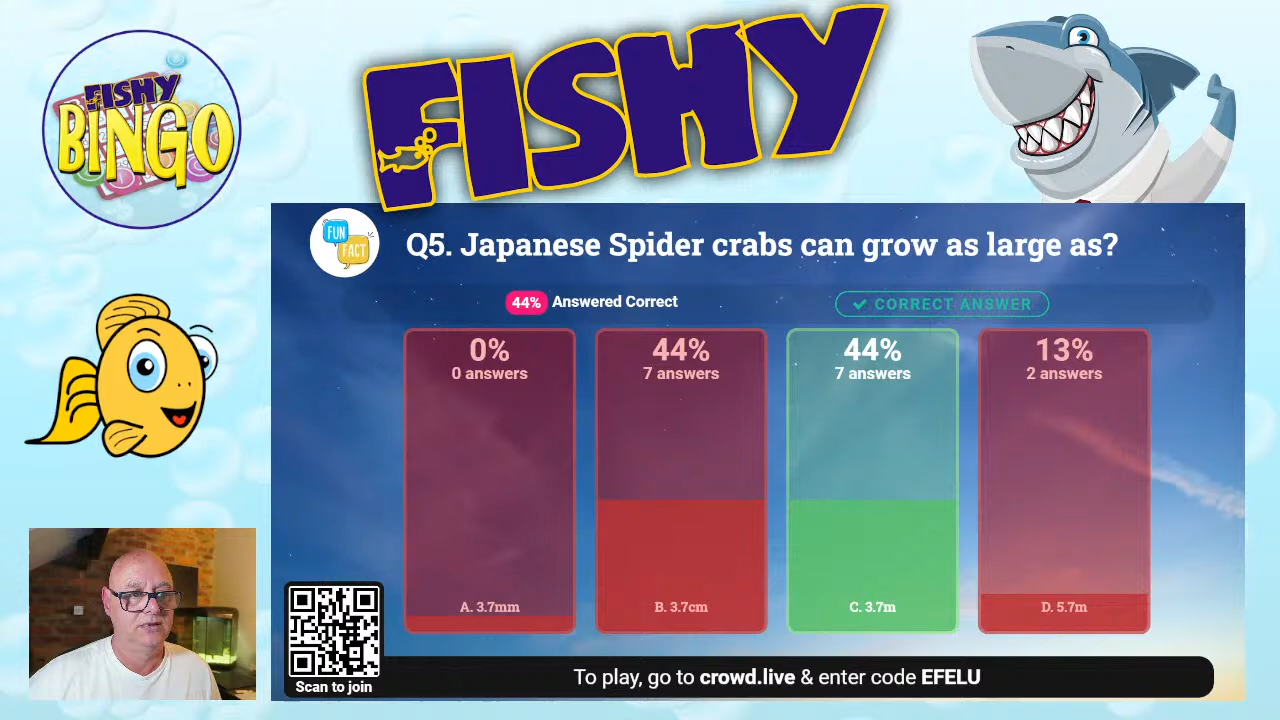 FISHY
BINGO
FISHY
FUN
FACT
Q5. Japanese Spider crabs can grow as large as?
44% Answered Correct
CORRECT ANSWER
0%
0 answers
A. 3.7mm
44%
7 answers
B. 3.7cm
44%
7 answers
C. 3.7m
13%
2 answers
D. 5.7m
Scan to join
To play, go to crowd.live & enter code EFELU